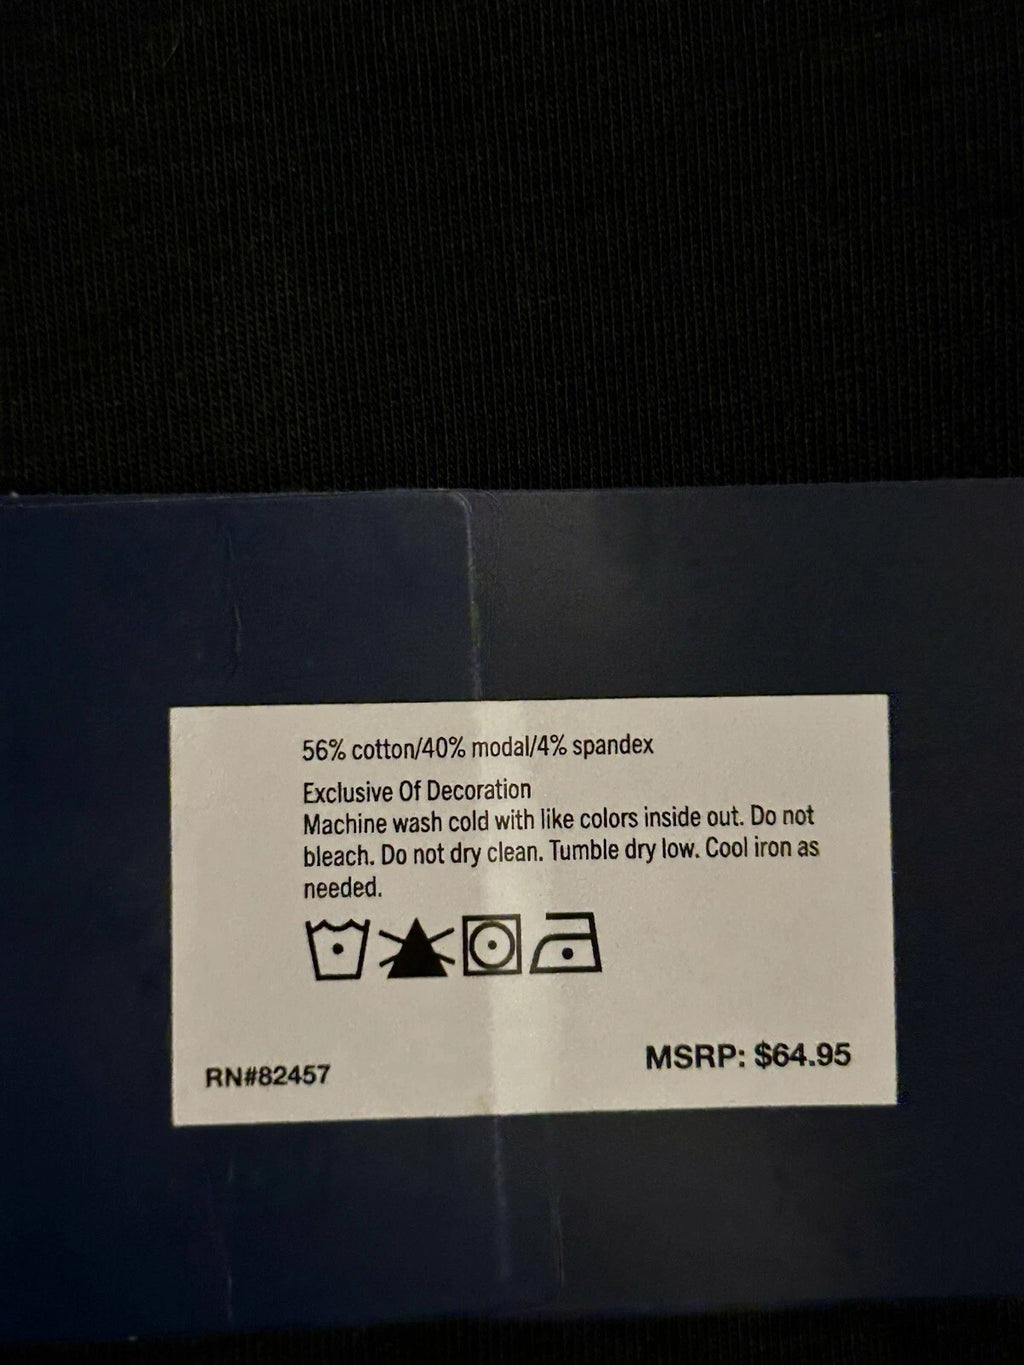 56% cotton/40% modal/4% spandex
Exclusive Of Decoration
Machine wash cold with like colors inside out. Do not
bleach. Do not dry clean. Tumble dry low. Cool iron as
needed.
RN#82457
MSRP: $64.95